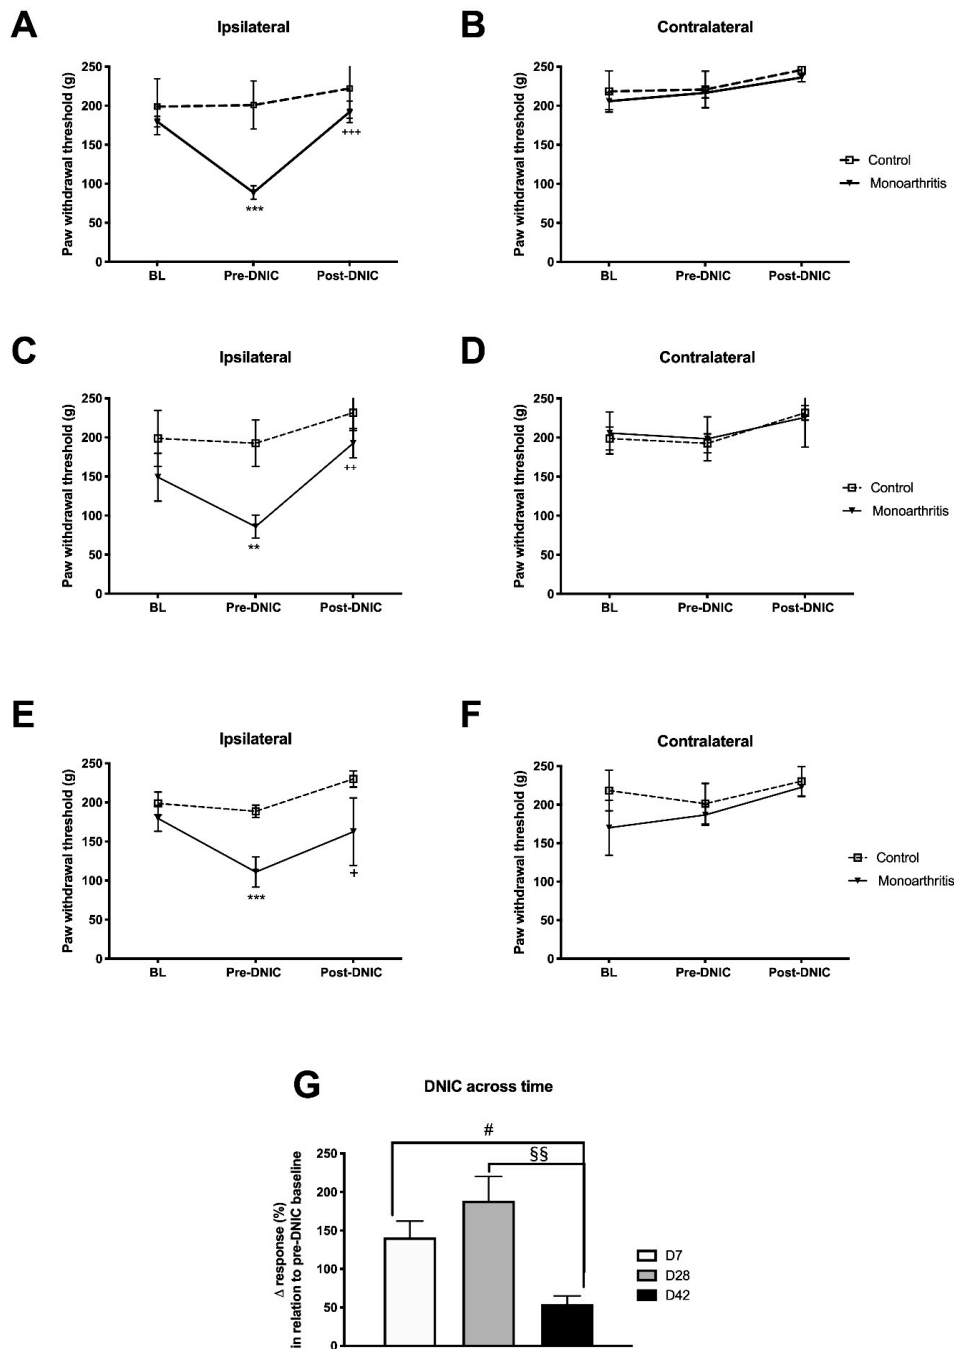 A
Ipsilateral
Paw withdrawal threshold (g)
250
200
150
100
50
0
***
+++
BL
Pre-DNIC
Post-DNIC
B
Contralateral
Paw withdrawal threshold (g)
250
200
150
100
50
0
BL
Pre-DNIC
Post-DNIC
Control
Monoarthritis
C
Ipsilateral
Paw withdrawal threshold (g)
250
200
150
100
50
0
**
++
BL
Pre-DNIC
Post-DNIC
D
Contralateral
Paw withdrawal threshold (g)
250
200
150
100
50
0
BL
Pre-DNIC
Post-DNIC
Control
Monoarthritis
E
Ipsilateral
Paw withdrawal threshold (g)
250
200
150
100
50
0
***
+
BL
Pre-DNIC
Post-DNIC
F
Contralateral
Paw withdrawal threshold (g)
250
200
150
100
50
0
BL
Pre-DNIC
Post-DNIC
Control
Monoarthritis
G
DNIC across time
Δ response (%)
in relation to pre-DNIC baseline
250
200
150
100
50
0
#
§§
D7
D28
D42